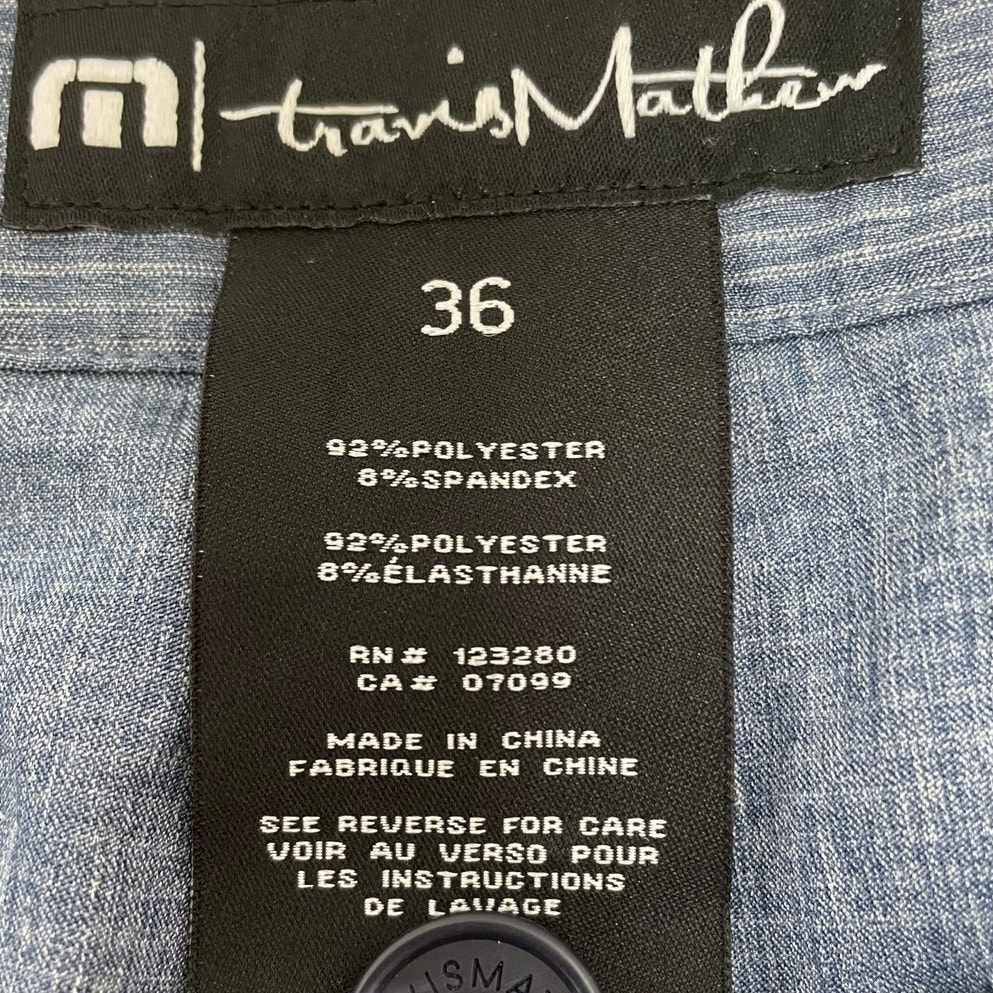 travisMathew
36
92%POLYESTER
8%SPANDEX
92%POLYESTER
8%ÉLASTHANNE
RN# 123280
CA# 07099
MADE IN CHINA
FABRIQUE EN CHINE
SEE REVERSE FOR CARE
VOIR AU VERSO POUR
LES INSTRUCTIONS
DE LAVAGE